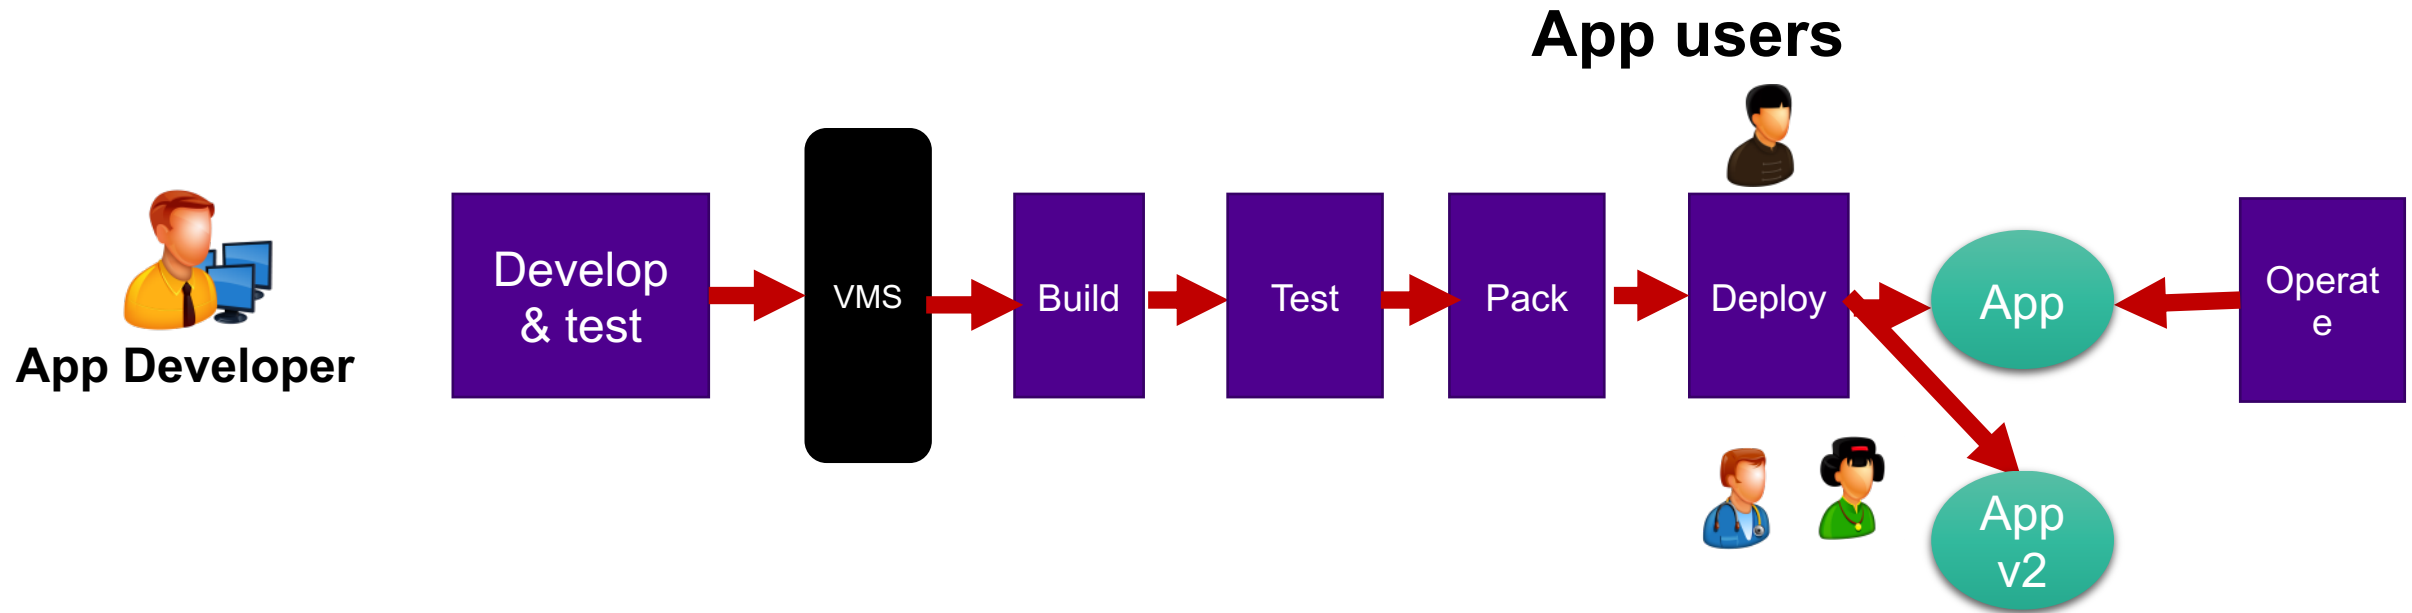 App users
App Developer
Develop
& test
VMS
Build
Test
Pack
Deploy
App
Operat
e
App
v2